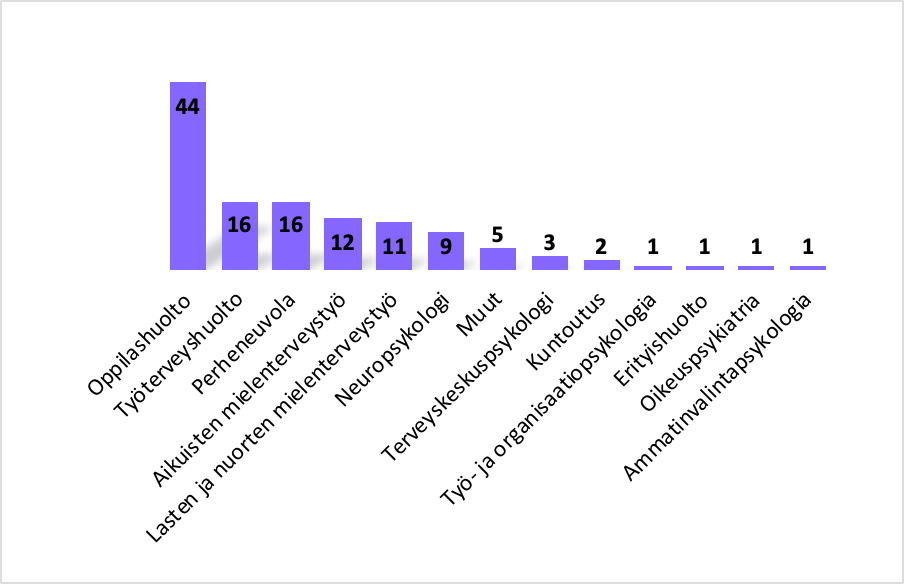 44
16
16
12
11
9
5
3
2
1
1
1
1
Oppilashuolto
Työterveyshuolto
Perheneuvola
Aikuisten mielenterveystyö
Lasten ja nuorten mielenterveystyö
Neuropsykologi
Muut
Terveyskeskuspsykologi
Kuntoutus
Työ- ja organisaatiopsykologia
Erityishuolto
Oikeuspsykiatria
Ammatinvalintapsykologia